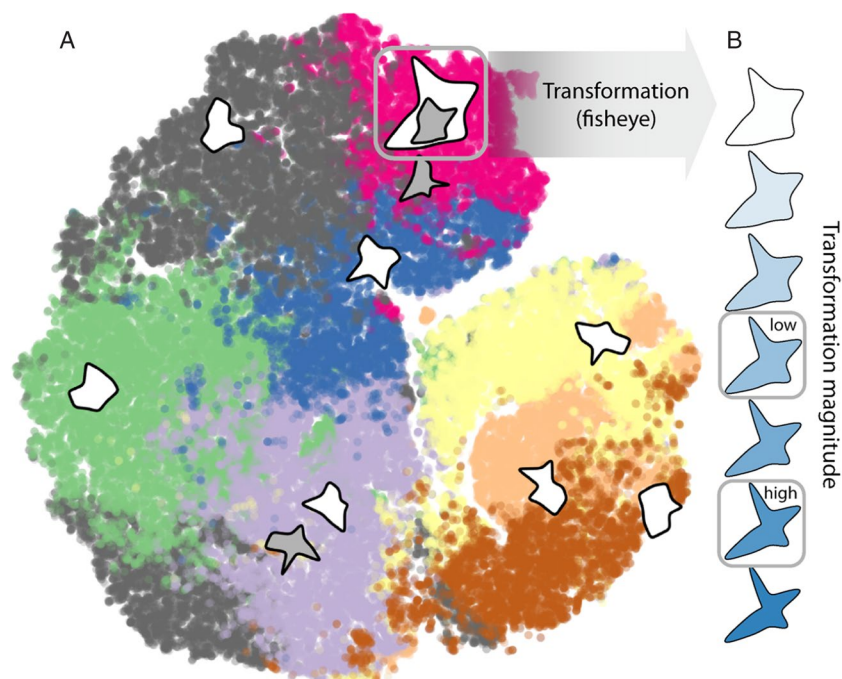 A
B
Transformation
(fisheye)
low
high
Transformation magnitude